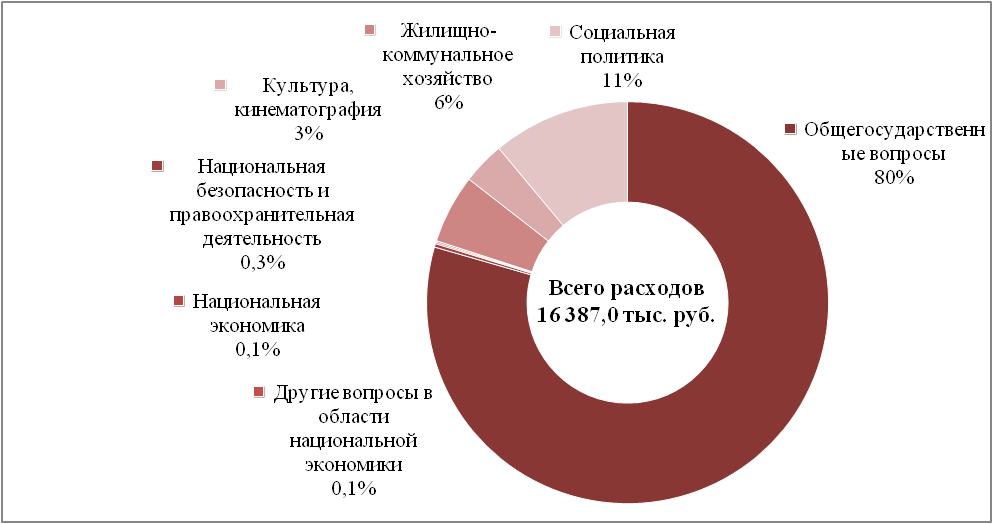 Жилищно-
коммунальное
хозяйство
6%
Социальная
политика
11%
Культура,
кинематография
3%
Общегосударственн
ые вопросы
80%
Национальная
безопасность и
правоохранительная
деятельность
0,3%
Всего расходов
16 387,0 тыс. руб.
Национальная
экономика
0,1%
Другие вопросы в
области
национальной
экономики
0,1%